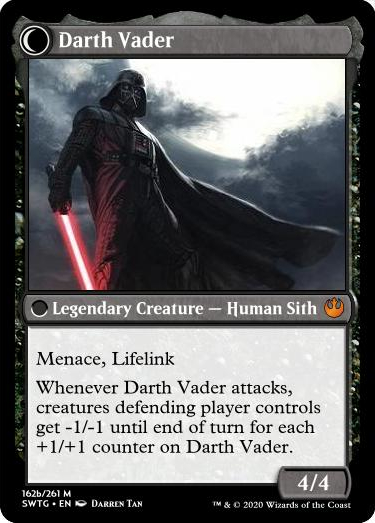 Darth Vader
Legendary Creature — Human Sith
Menace, Lifelink
Whenever Darth Vader attacks,
creatures defending player controls
get -1/-1 until end of turn for each
+1/+1 counter on Darth Vader.
4/4
162b/261 M
SWTG • EN Darren Tan
™ & © 2020 Wizards of the Coast